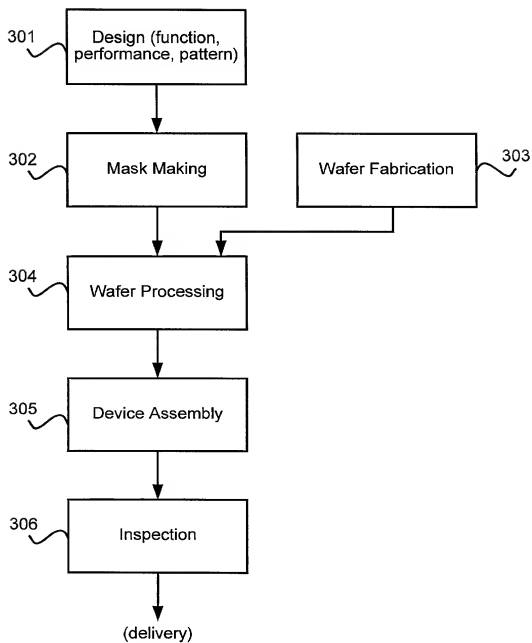 301
Design (function,
performance, pattern)
302
Mask Making
Wafer Fabrication
303
304
Wafer Processing
305
Device Assembly
306
Inspection
(delivery)